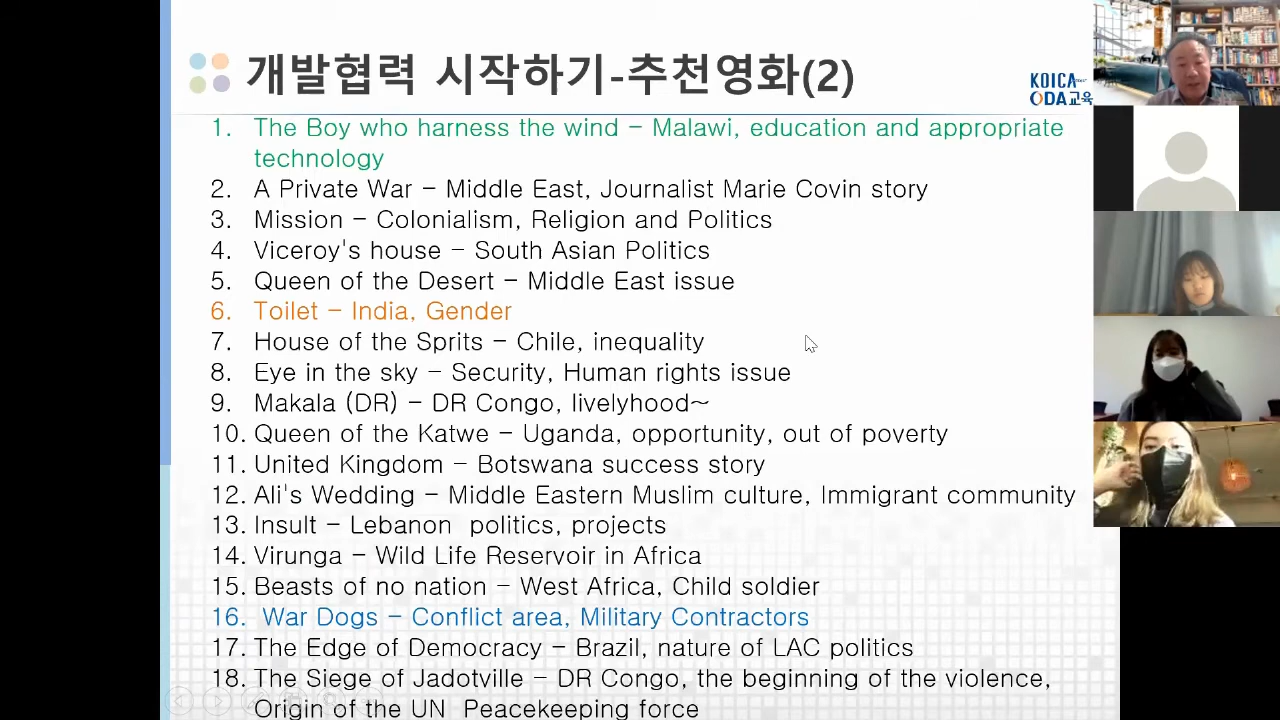 개발협력 시작하기-추천영화(2)
KOICA
ODA교육
1. The Boy who harness the wind - Malawi, education and appropriate
technology
2. A Private War - Middle East, Journalist Marie Covin story
3. Mission - Colonialism, Religion and Politics
4. Viceroy's house - South Asian Politics
5. Queen of the Desert - Middle East issue
6. Toilet - India, Gender
7. House of the Sprits - Chile, inequality
8. Eye in the sky - Security, Human rights issue
9. Makala (DR) - DR Congo, livelyhood~
10. Queen of the Katwe - Uganda, opportunity, out of poverty
11. United Kingdom - Botswana success story
12. Ali's Wedding - Middle Eastern Muslim culture, Immigrant community
13. Insult - Lebanon politics, projects
14. Virunga - Wild Life Reservoir in Africa
15. Beasts of no nation - West Africa, Child soldier
16. War Dogs - Conflict area, Military Contractors
17. The Edge of Democracy - Brazil, nature of LAC politics
18. The Siege of Jadotville - DR Congo, the beginning of the violence,
Origin of the UN Peacekeeping force